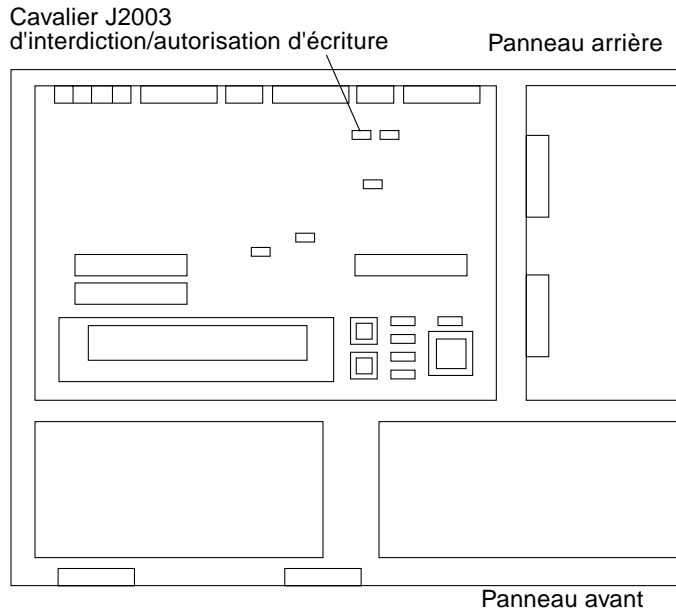 Cavalier J2003
d'interdiction/autorisation d'écriture
Panneau arrière
Panneau avant